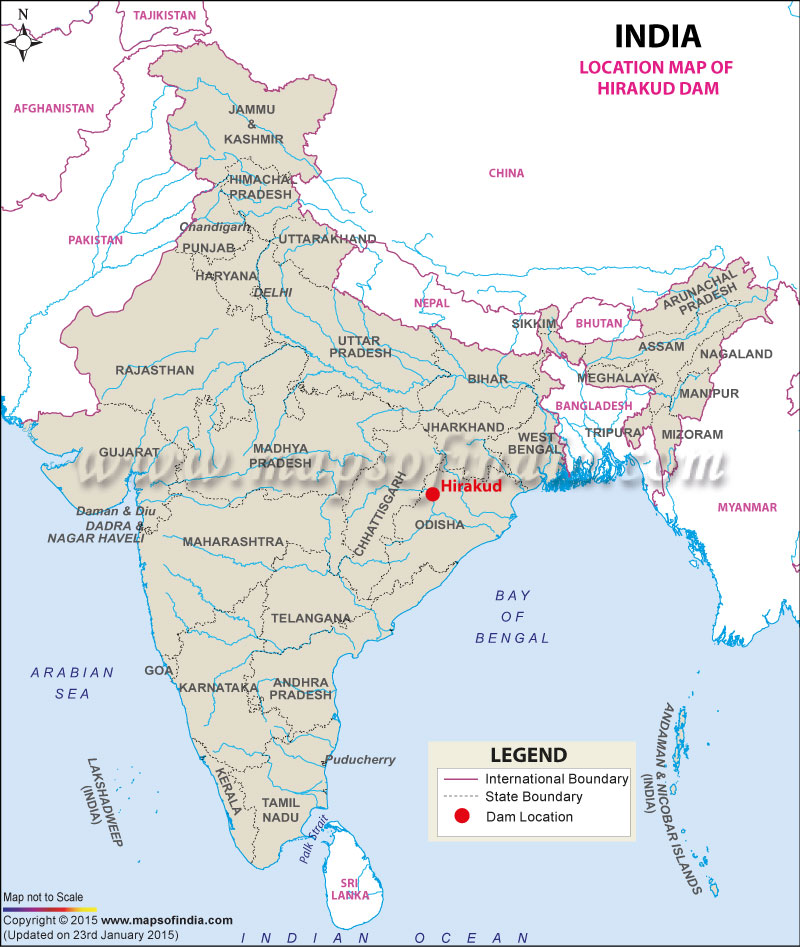 N
TAJIKISTAN
INDIA
LOCATION MAP OF
HIRAKUD DAM
AFGHANISTAN
JAMMU
&
KASHMIR
CHINA
HIMACHAL
PRADESH
Chandigarh
PAKISTAN
PUNJAB
UTTARAKHAND
HARYANA
DELHI
NEPAL
ARUNACHAL
PRADESH
SIKKIM
BHUTAN
UTTAR
PRADESH
ASSAM
NAGALAND
RAJASTHAN
BIHAR
MEGHALAYA
MANIPUR
BANGLADESH
JHARKHAND
TRIPURA
MIZORAM
WEST
BENGAL
GUJARAT
MADHYA
PRADESH
www.mapsofindia.com
Hirakud
CHHATTISGARH
MYANMAR
Daman & Diu
DADRA &
NAGAR HAVELI
ODISHA
MAHARASHTRA
BAY
OF
BENGAL
TELANGANA
ARABIAN
SEA
GOA
KARNATAKA
ANDHRA
PRADESH
ANDAMAN & NICOBAR ISLANDS
(INDIA)
LAKSHADWEEP
(INDIA)
Puducherry
KERALA
TAMIL
NADU
Palk Strait
LEGEND
International Boundary
State Boundary
Dam Location
SRI
LANKA
Map not to Scale
Copyright © 2015 www.mapsofindia.com
(Updated on 23rd January 2015)
INDIAN OCEAN